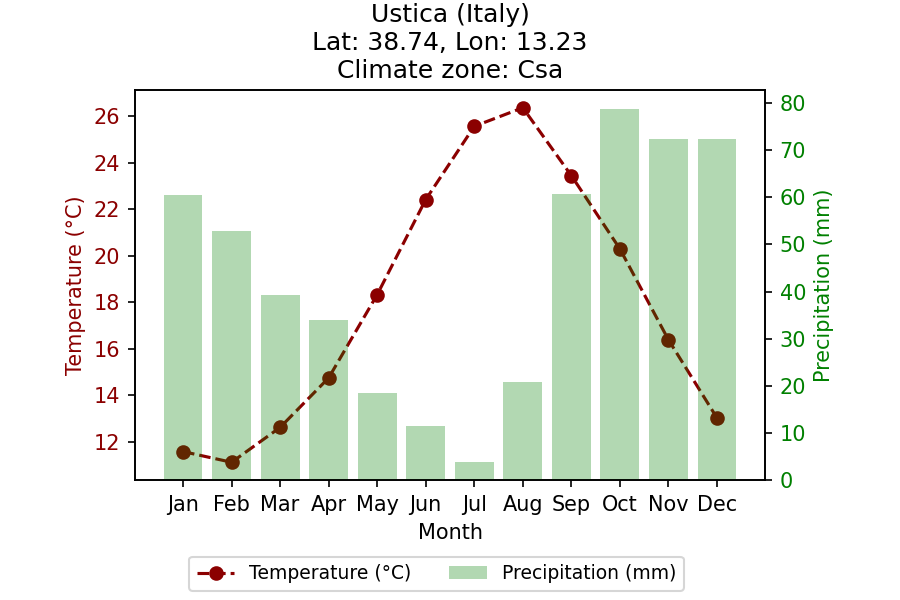 Ustica (Italy)
Lat: 38.74, Lon: 13.23
Climate zone: Csa
Temperature (°C)
26
24
22
20
18
16
14
12
80
70
60
50
40
30
20
10
0
Precipitation (mm)
Jan Feb Mar Apr May Jun Jul Aug Sep Oct Nov Dec
Month
Temperature (°C) Precipitation (mm)